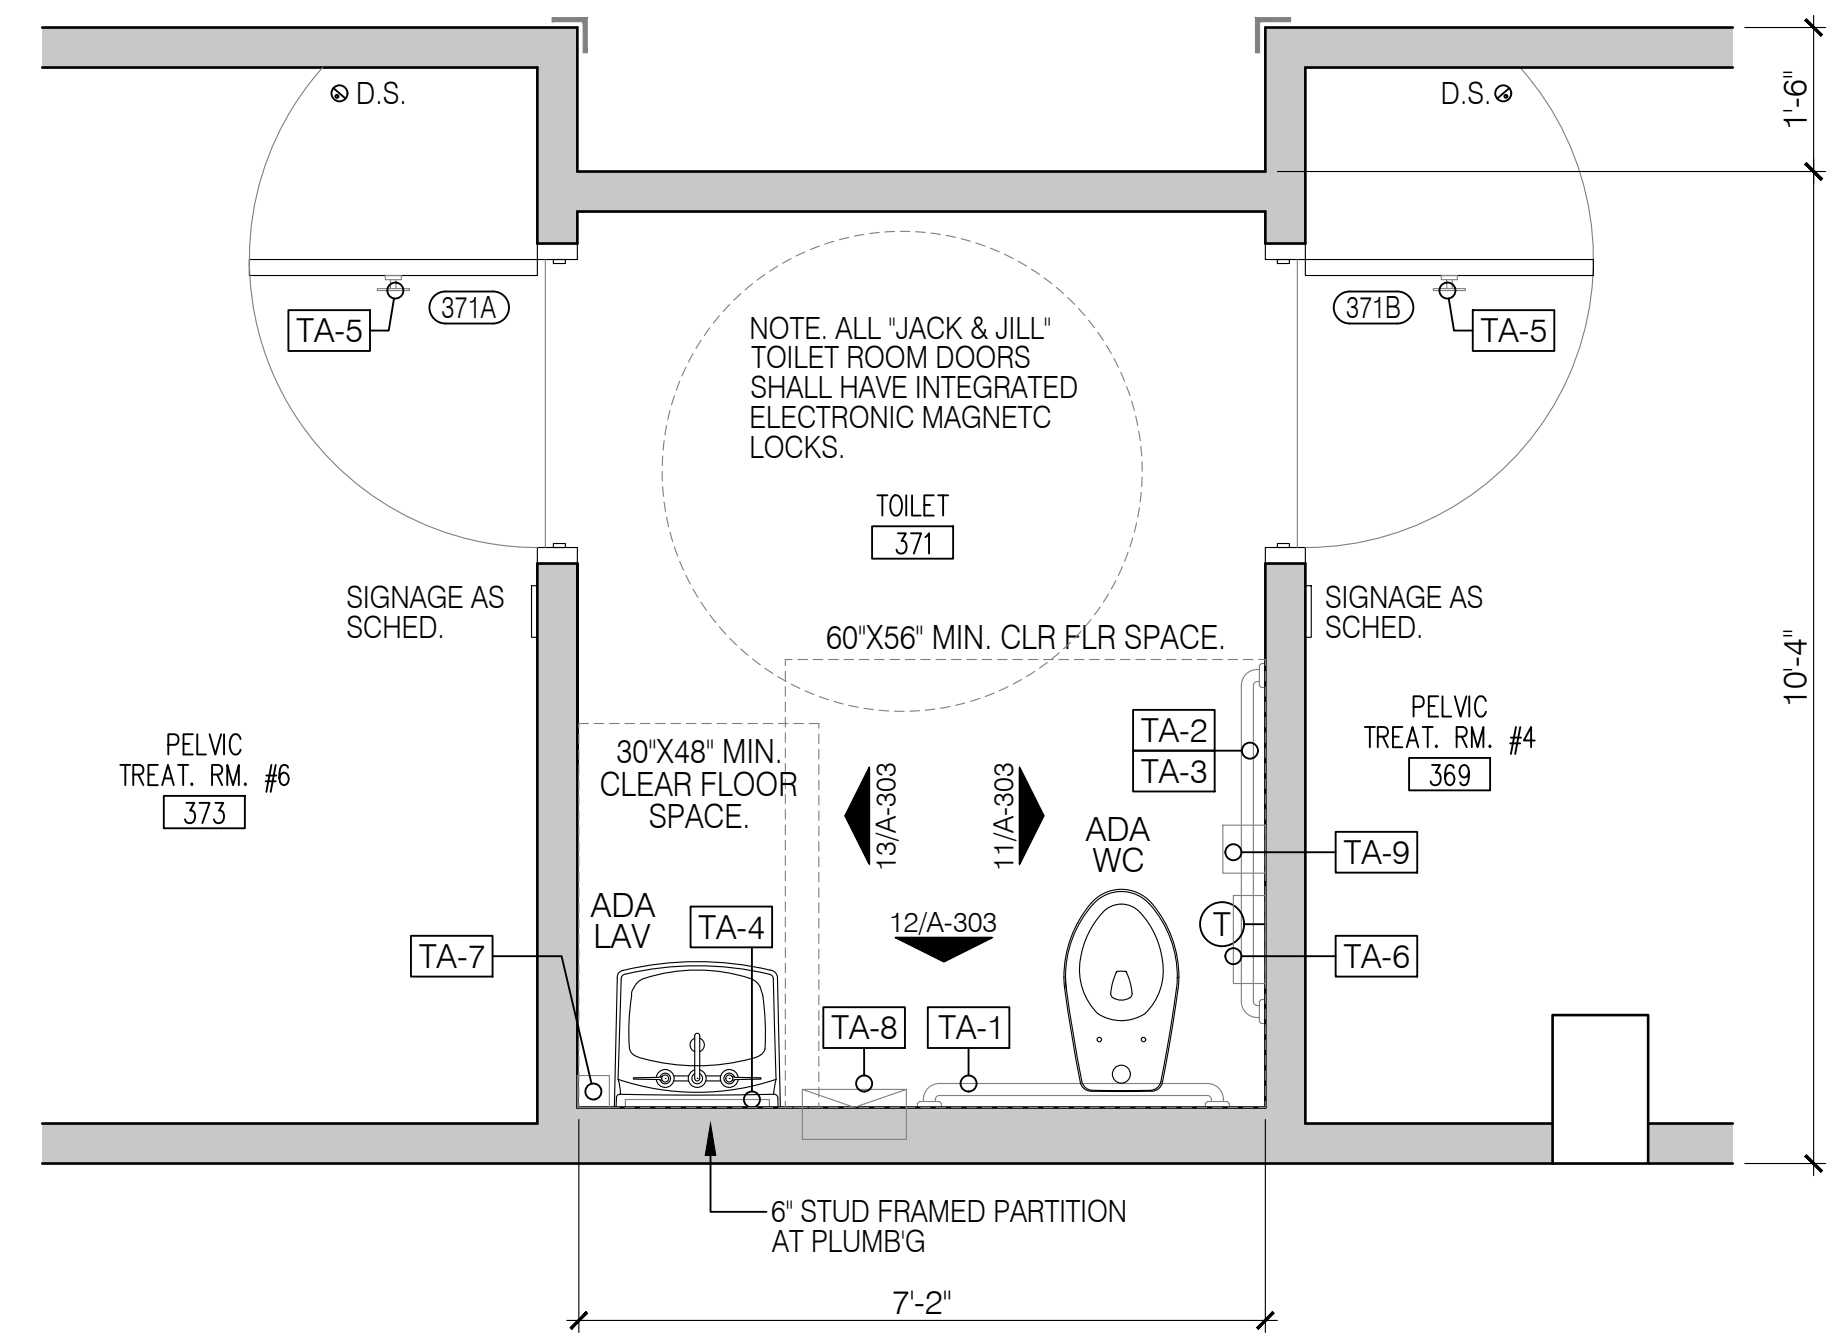 D.S.
D.S.
1'-6"
371A
371B
TA-5
TA-5
NOTE. ALL "JACK & JILL"
TOILET ROOM DOORS
SHALL HAVE INTEGRATED
ELECTRONIC MAGNETC
LOCKS.
TOILET
371
SIGNAGE AS
SCHED.
SIGNAGE AS
SCHED.
60"X56" MIN. CLR FLR SPACE.
10'-4"
PELVIC
TREAT. RM. #6
373
30"X48" MIN.
CLEAR FLOOR
SPACE.
13/A-303
11/A-303
TA-2
TA-3
PELVIC
TREAT. RM. #4
369
ADA
WC
TA-9
ADA
LAV
TA-4
12/A-303
T
TA-7
TA-6
TA-8
TA-1
6" STUD FRAMED PARTITION
AT PLUMB'G
7'-2"